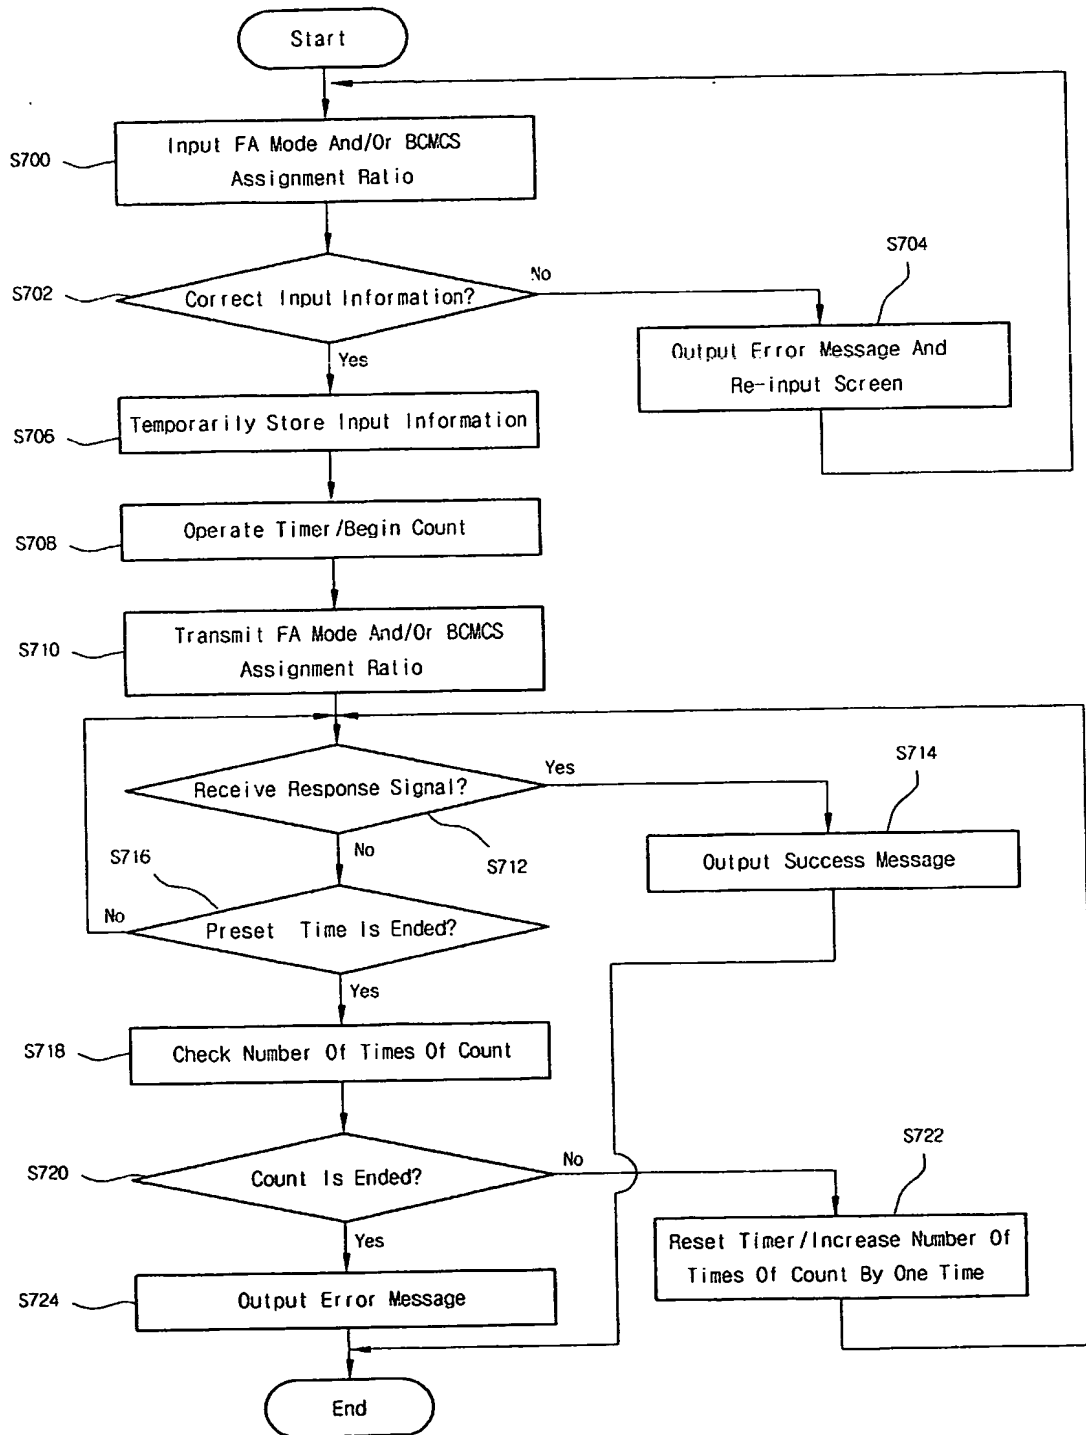 Start
S700
Input FA Mode And/Or BCMCS
Assignment Ratio
S702
Correct Input Information?
No
S704
Output Error Message And
Re-input Screen
Yes
S706
Temporarily Store Input Information
S708
Operate Timer/Begin Count
S710
Transmit FA Mode And/Or BCMCS
Assignment Ratio
Receive Response Signal?
Yes
S714
Output Success Message
S712
No
S716
No
Preset Time Is Ended?
Yes
S718
Check Number Of Times Of Count
S720
Count Is Ended?
No
S722
Reset Timer/Increase Number Of
Times Of Count By One Time
Yes
S724
Output Error Message
End